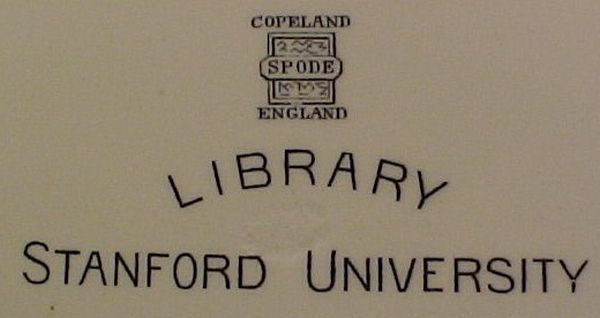 COPELAND
SPODE
ENGLAND
LIBRARY
STANFORD UNIVERSITY